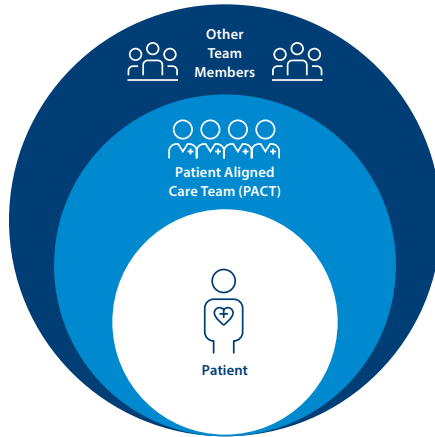 Other
Team
Members
Patient Aligned
Care Team (PACT)
Patient